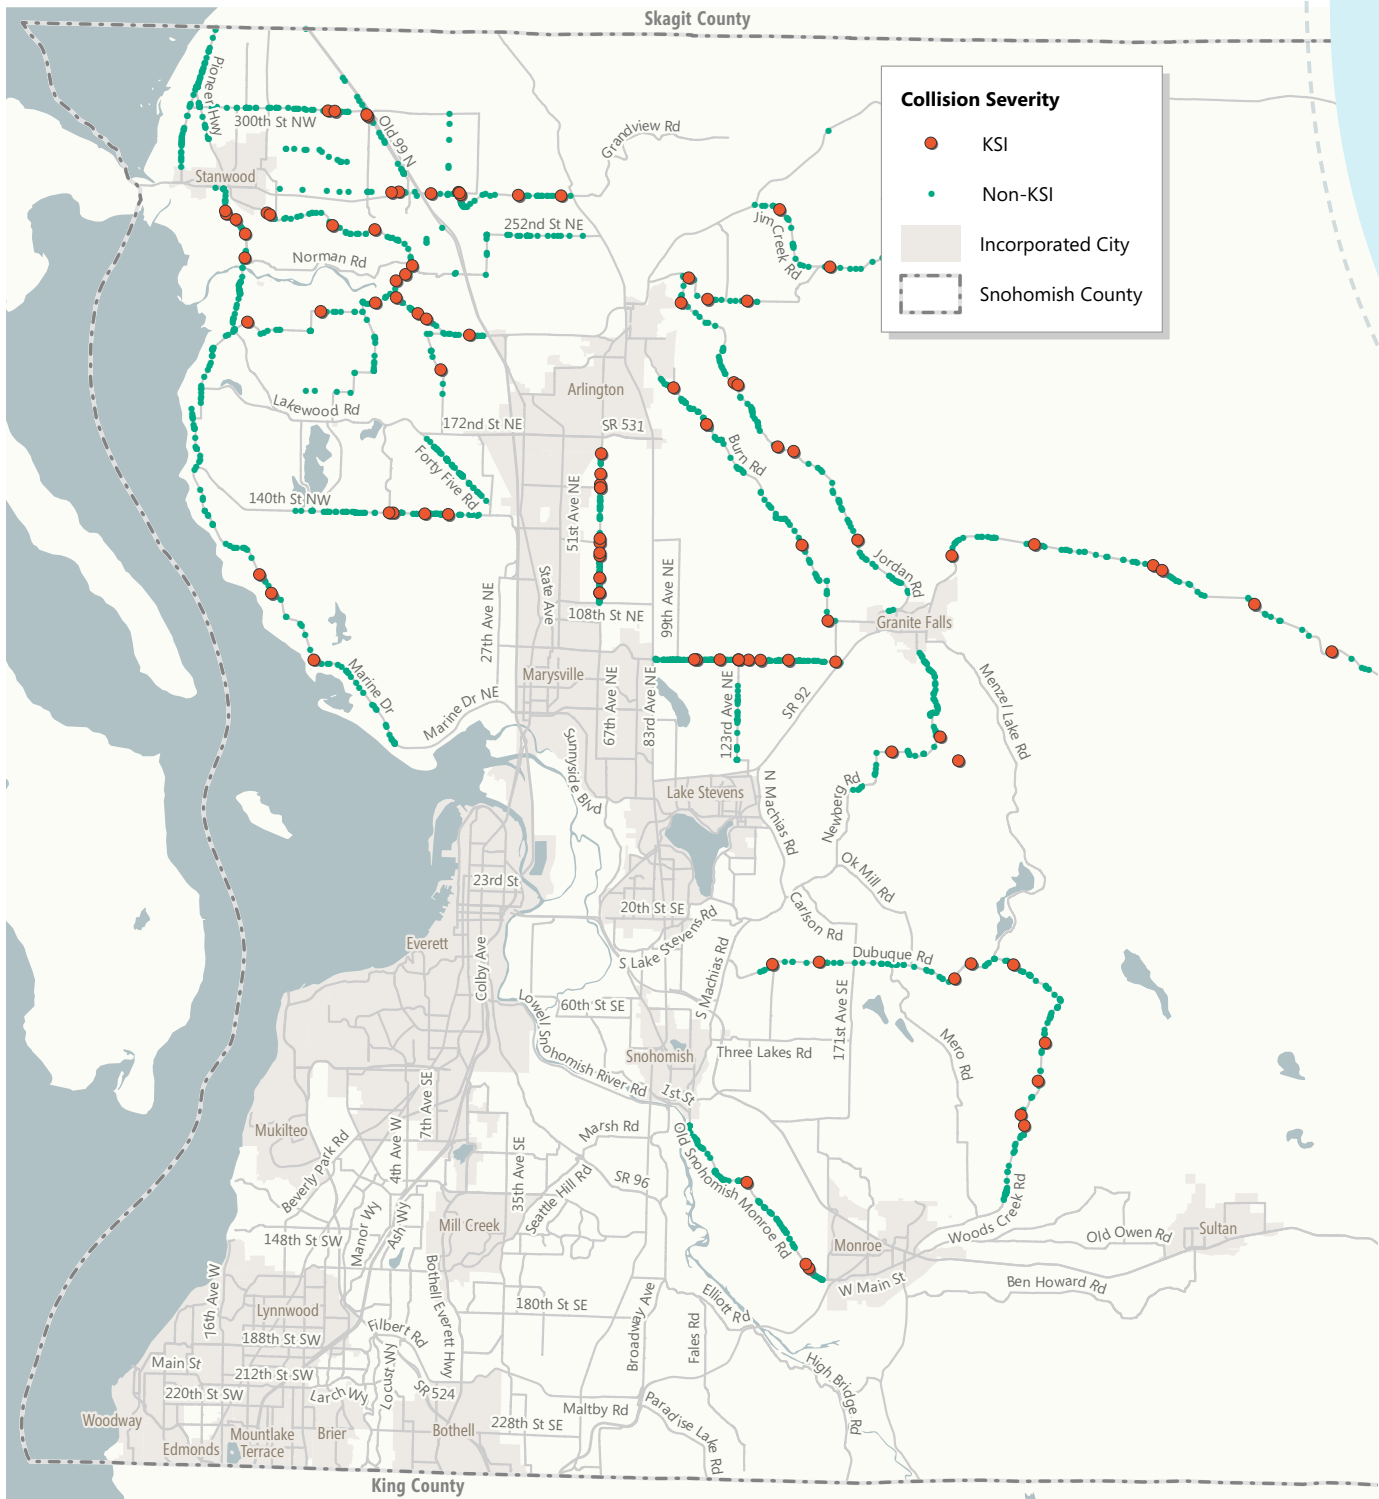 Skagit County
Collision Severity
KSI
Non-KSI
Incorporated City
Snohomish County
Pioneer Hwy
300th St NW
Old 99 N
Grandview Rd
Stanwood
252nd St NE
Jim Creek Rd
Norman Rd
Arlington
Lakewood Rd
172nd St NE
SR 531
Forty Five Rd
Burn Rd
140th St NW
51st Ave NE
Jordan Rd
State Ave
27th Ave NE
99th Ave NE
108th St NE
Granite Falls
Marine Dr
Marysville
67th Ave NE
83rd Ave NE
123rd Ave NE
SR 92
Menzel Lake Rd
Marine Dr NE
Sunnyside Blvd
Lake Stevens
N Machias Rd
Newberg Rd
Ok Mill Rd
23rd St
20th St SE
Carlson Rd
Everett
Colby Ave
S Lake Stevens Rd
S Machias Rd
Dubuque Rd
171st Ave SE
60th St SE
Lowell Snohomish River Rd
Snohomish
Three Lakes Rd
Mero Rd
1st St
7th Ave SE
Mukilteo
Beverly Park Rd
4th Ave W
Marsh Rd
35th Ave SE
Seattle Hill Rd
SR 96
Old Snohomish Monroe Rd
Woods Creek Rd
Mill Creek
Manor Wy
Ash Wy
148th St SW
Monroe
Old Owen Rd
Sultan
W Main St
Ben Howard Rd
76th Ave W
Bothell Everett Hwy
Lynnwood
180th St SE
Broadway Ave
Elliott Rd
Fales Rd
Filbert Rd
188th St SW
Main St
212th St SW
Locust Wy
High Bridge Rd
220th St SW
Larch Wy
SR 524
Maltby Rd
Paradise Lake Rd
Woodway
Edmonds
Mountlake
Terrace
Brier
Bothell
228th St SE
King County